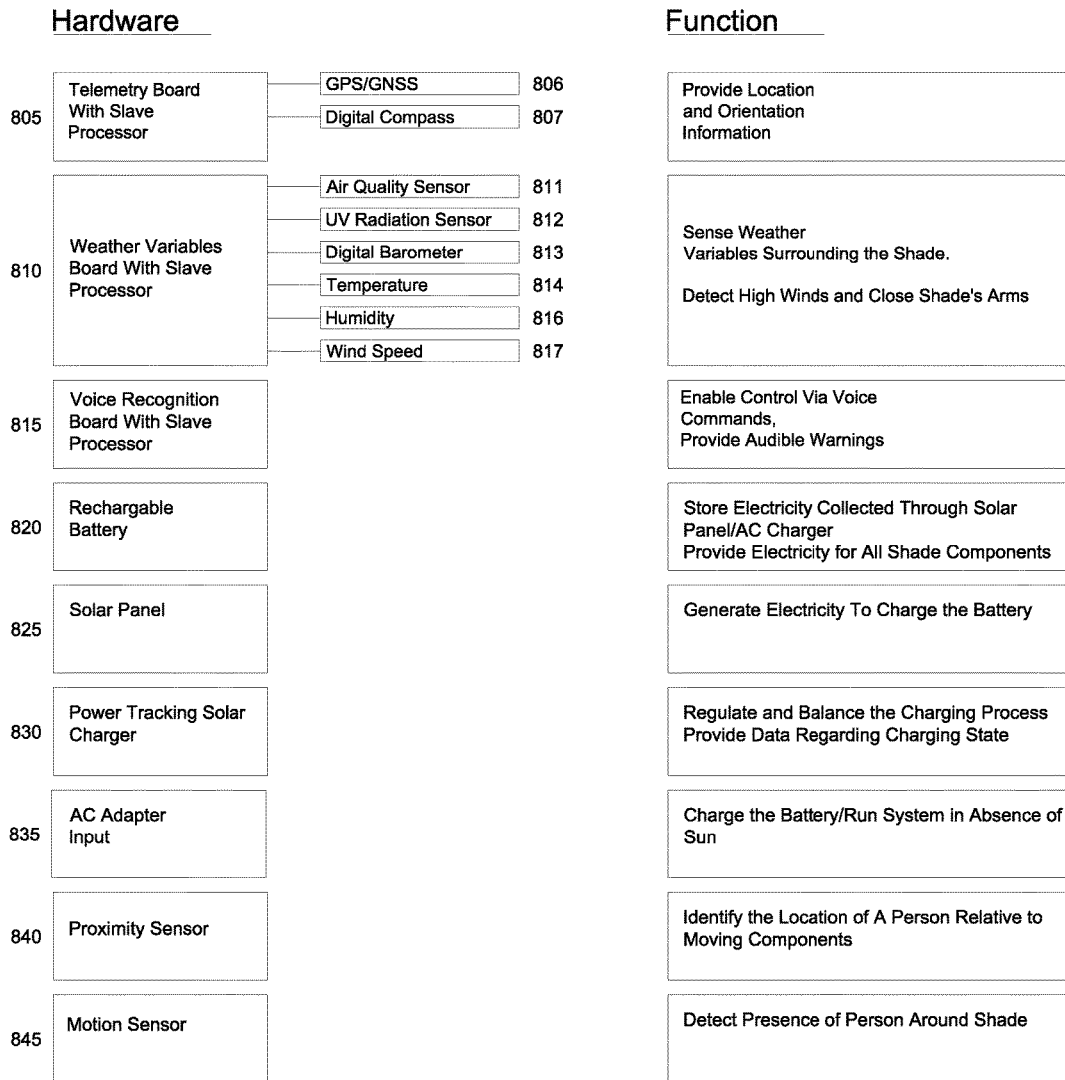 Hardware
Function
805
Telemetry Board
With Slave
Processor
GPS/GNSS
806
Digital Compass
807
Provide Location
and Orientation
Information
810
Weather Variables
Board With Slave
Processor
Air Quality Sensor
811
UV Radiation Sensor
812
Digital Barometer
813
Temperature
814
Humidity
816
Wind Speed
817
Sense Weather
Variables Surrounding the Shade.
Detect High Winds and Close Shade's Arms
815
Voice Recognition
Board With Slave
Processor
Enable Control Via Voice
Commands,
Provide Audible Warnings
820
Rechargable
Battery
Store Electricity Collected Through Solar
Panel/AC Charger
Provide Electricity for All Shade Components
825
Solar Panel
Generate Electricity To Charge the Battery
830
Power Tracking Solar
Charger
Regulate and Balance the Charging Process
Provide Data Regarding Charging State
835
AC Adapter
Input
Charge the Battery/Run System in Absence of
Sun
840
Proximity Sensor
Identify the Location of A Person Relative to
Moving Components
845
Motion Sensor
Detect Presence of Person Around Shade